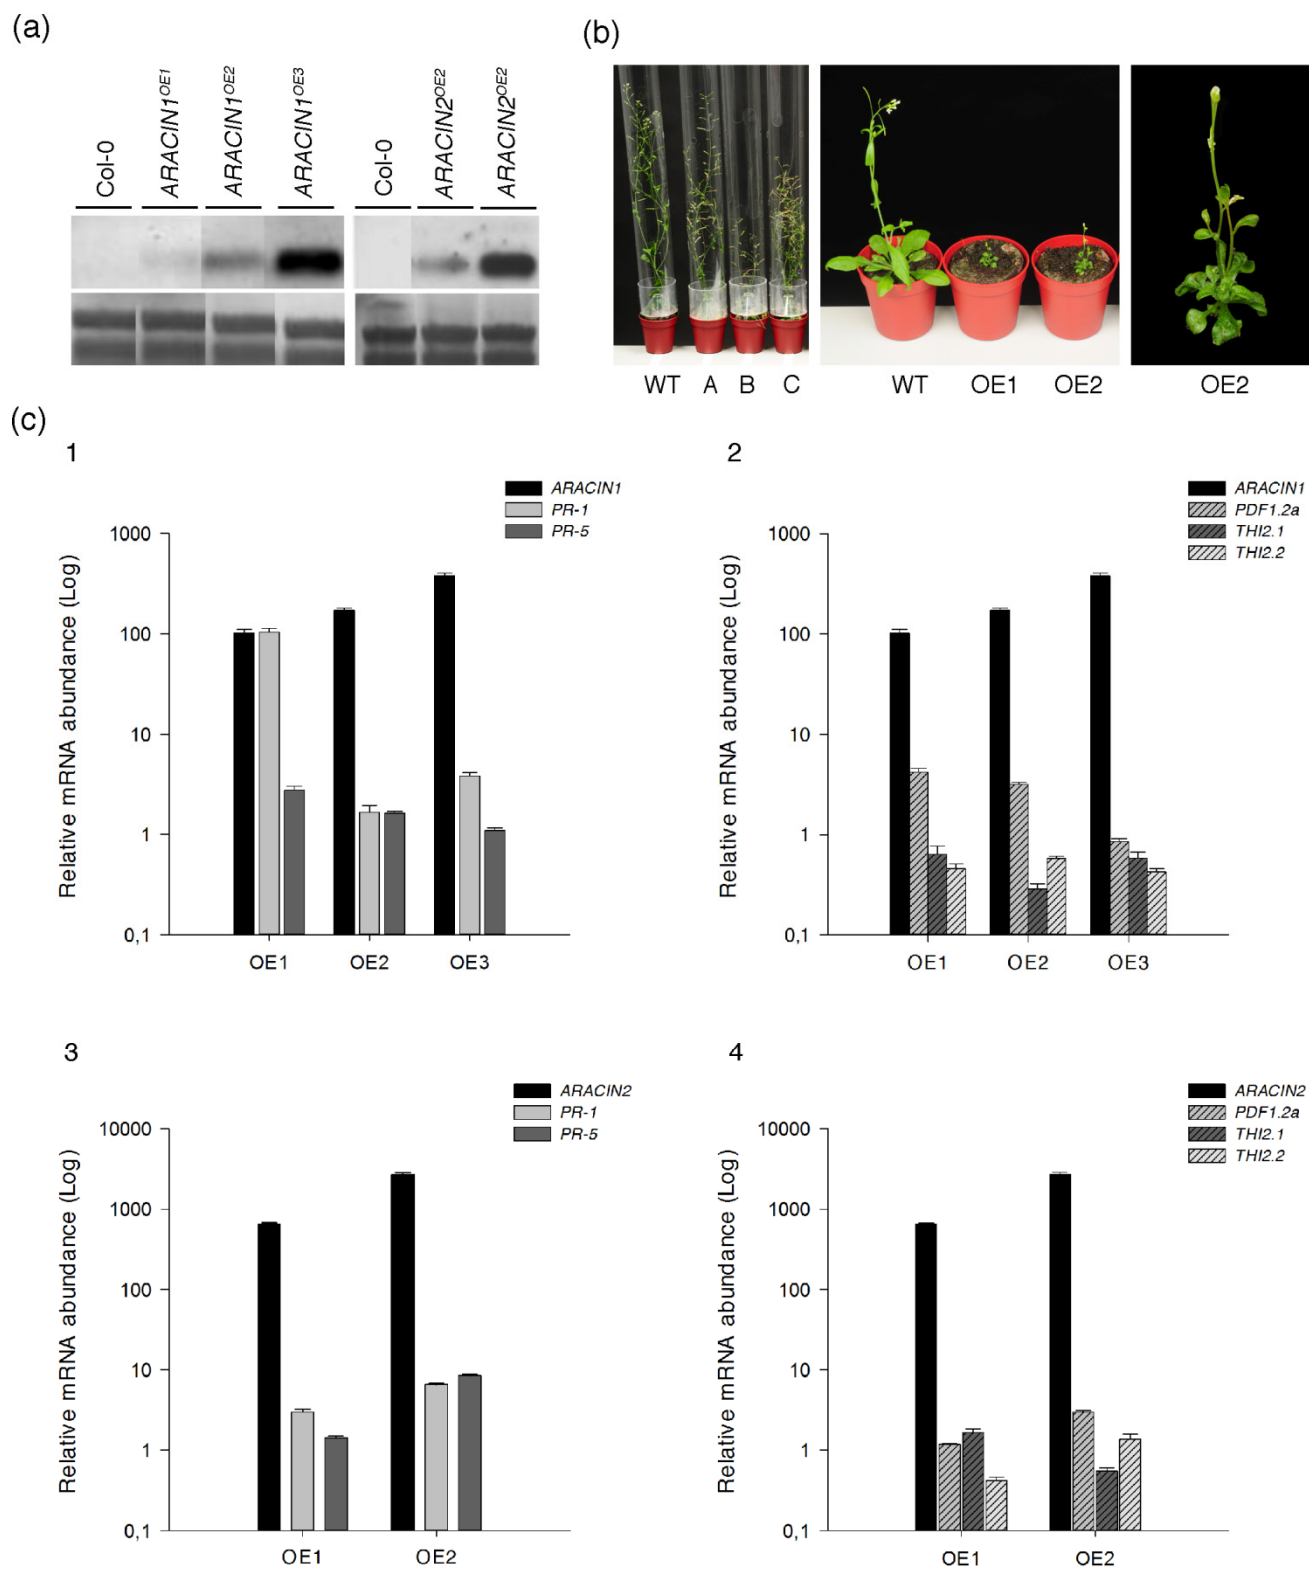 (a)
Col-0
ARACIN1OE1
ARACIN1OE2
ARACIN1OE3
Col-0
ARACIN2OE2
ARACIN2OE2
(b)
WT A B C
WT OE1 OE2
OE2
(c)
1
ARACIN1
PR-1
PR-5
Relative mRNA abundance (Log)
1000
100
10
1
0,1
OE1 OE2 OE3
2
ARACIN1
PDF1.2a
THI2.1
THI2.2
Relative mRNA abundance (Log)
1000
100
10
1
0,1
OE1 OE2 OE3
3
ARACIN2
PR-1
PR-5
Relative mRNA abundance (Log)
10000
1000
100
10
1
0,1
OE1 OE2
4
ARACIN2
PDF1.2a
THI2.1
THI2.2
Relative mRNA abundance (Log)
10000
1000
100
10
1
0,1
OE1 OE2